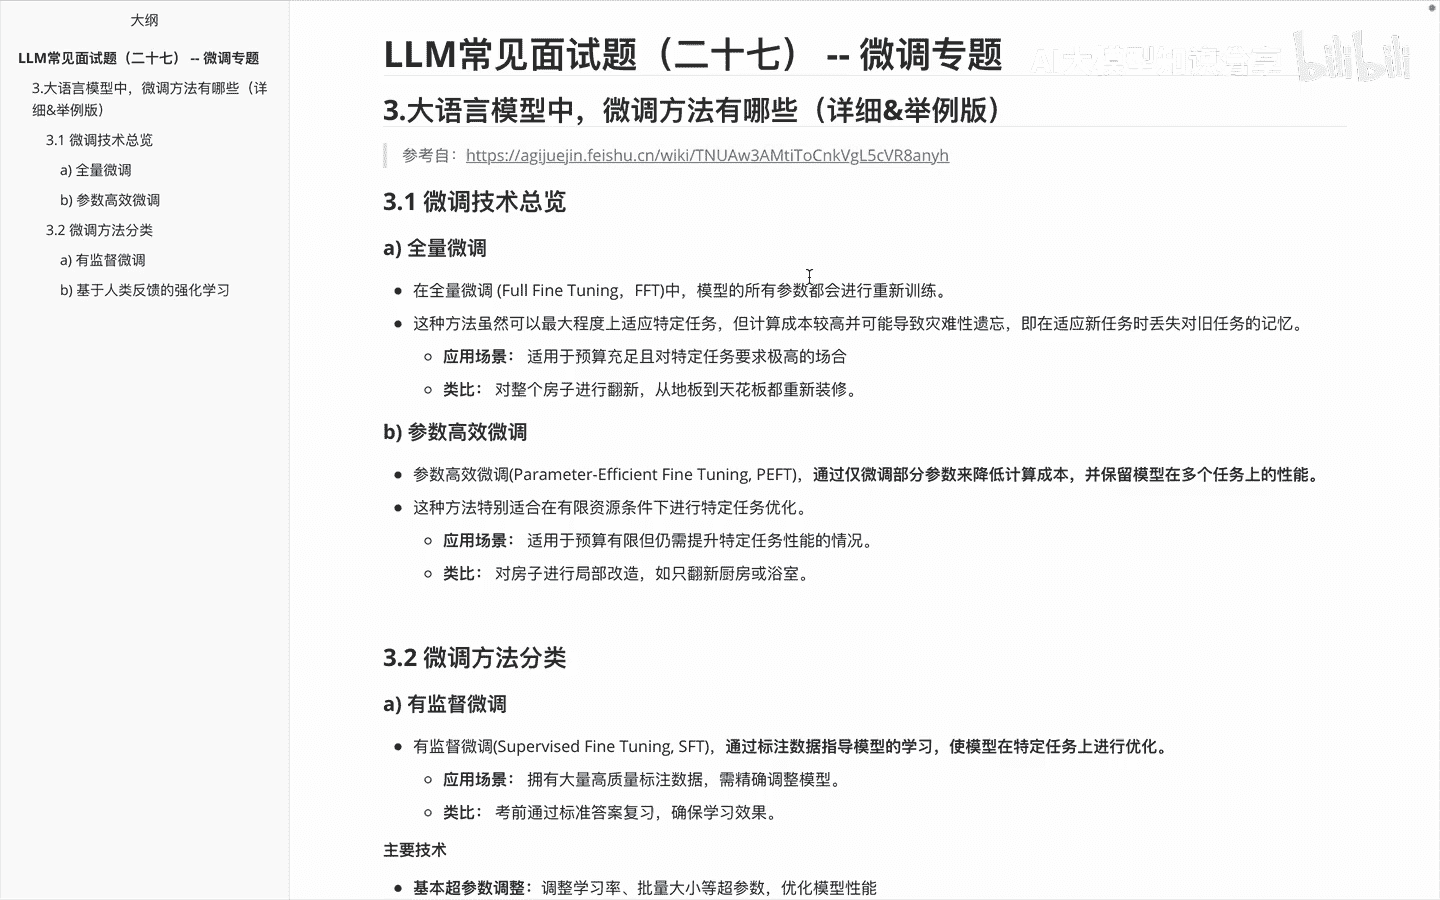 大纲
LLM常见面试题（二十七） -- 微调专题
3.大语言模型中，微调方法有哪些（详
细&举例版）
3.1 微调技术总览
a) 全量微调
b) 参数高效微调
3.2 微调方法分类
a) 有监督微调
b) 基于人类反馈的强化学习
LLM常见面试题（二十七） -- 微调专题
bilibili
3.大语言模型中，微调方法有哪些（详细&举例版）
参考自：https://agijuejin.feishu.cn/wiki/TNUAw3AMtiToCnkVgL5cVR8anyh
3.1 微调技术总览
a) 全量微调
在全量微调 (Full Fine Tuning，FFT)中，模型的所有参数都会进行重新训练。
这种方法虽然可以最大程度上适应特定任务，但计算成本较高并可能导致灾难性遗忘，即在适应新任务时丢失对旧任务的记忆。
应用场景： 适用于预算充足且对特定任务要求极高的场合
类比： 对整个房子进行翻新，从地板到天花板都重新装修。
b) 参数高效微调
参数高效微调(Parameter-Efficient Fine Tuning, PEFT)，通过仅微调部分参数来降低计算成本，并保留模型在多个任务上的性能。
这种方法特别适合在有限资源条件下进行特定任务优化。
应用场景： 适用于预算有限但仍需提升特定任务性能的情况。
类比： 对房子进行局部改造，如只翻新厨房或浴室。
3.2 微调方法分类
a) 有监督微调
有监督微调(Supervised Fine Tuning, SFT)，通过标注数据指导模型的学习，使模型在特定任务上进行优化。
应用场景： 拥有大量高质量标注数据，需精确调整模型。
类比： 考前通过标准答案复习，确保学习效果。
主要技术
基本超参数调整：调整学习率、批量大小等超参数，优化模型性能